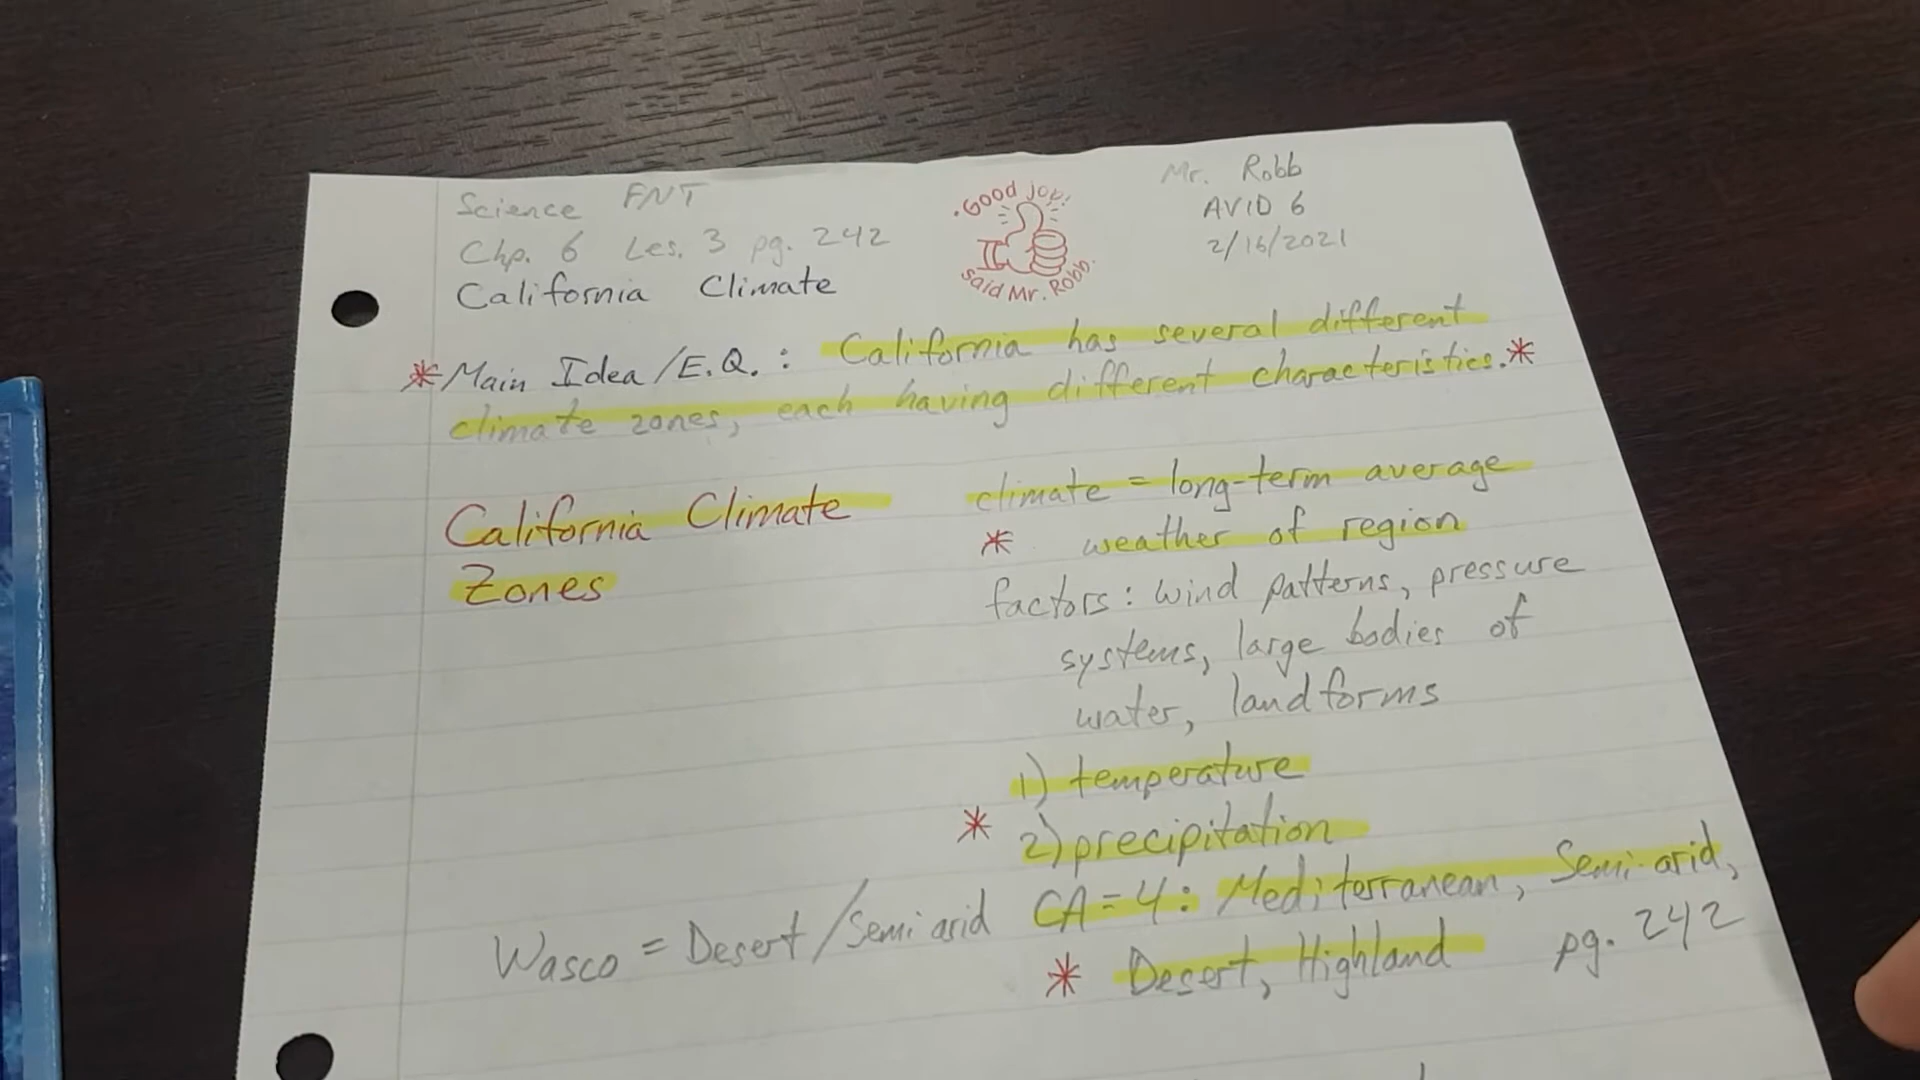 Science FNT
Chp. 6 Les. 3 pg. 242
California Climate
Good job!
said Mr. Robb.
Mr. Robb
AVID 6
2/16/2021
*Main Idea/E.Q.: California has several different
climate zones, each having different characteristics.*
California Climate
Zones
climate = long-term average
* weather of region
factors: wind patterns, pressure
systems, large bodies of
water, landforms
1) temperature
* 2) precipitation
Wasco = Desert/Semi arid
CA = 4: Mediterranean, Semi-arid,
* Desert, Highland pg. 242